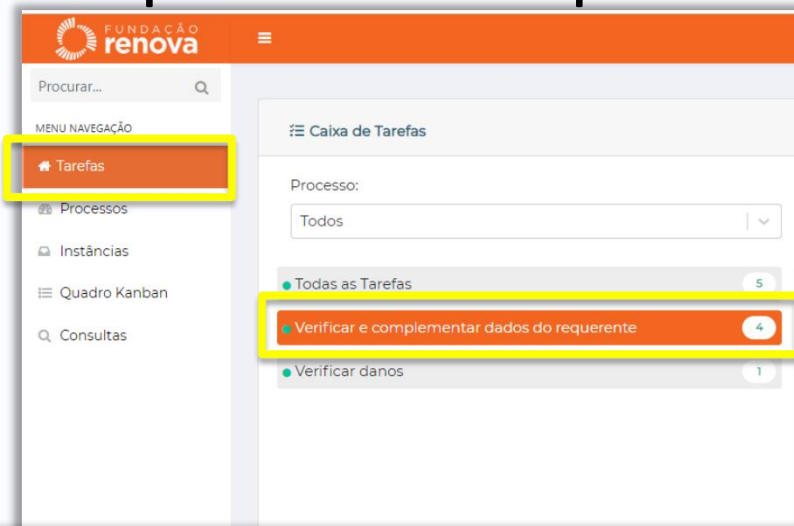 FUNDAÇÃO
renova
Procurar...
MENU NAVEGAÇÃO
Tarefas
Processos
Instâncias
Quadro Kanban
Consultas
Caixa de Tarefas
Processo:
Todos
Todas as Tarefas 5
Verificar e complementar dados do requerente 4
Verificar danos 1